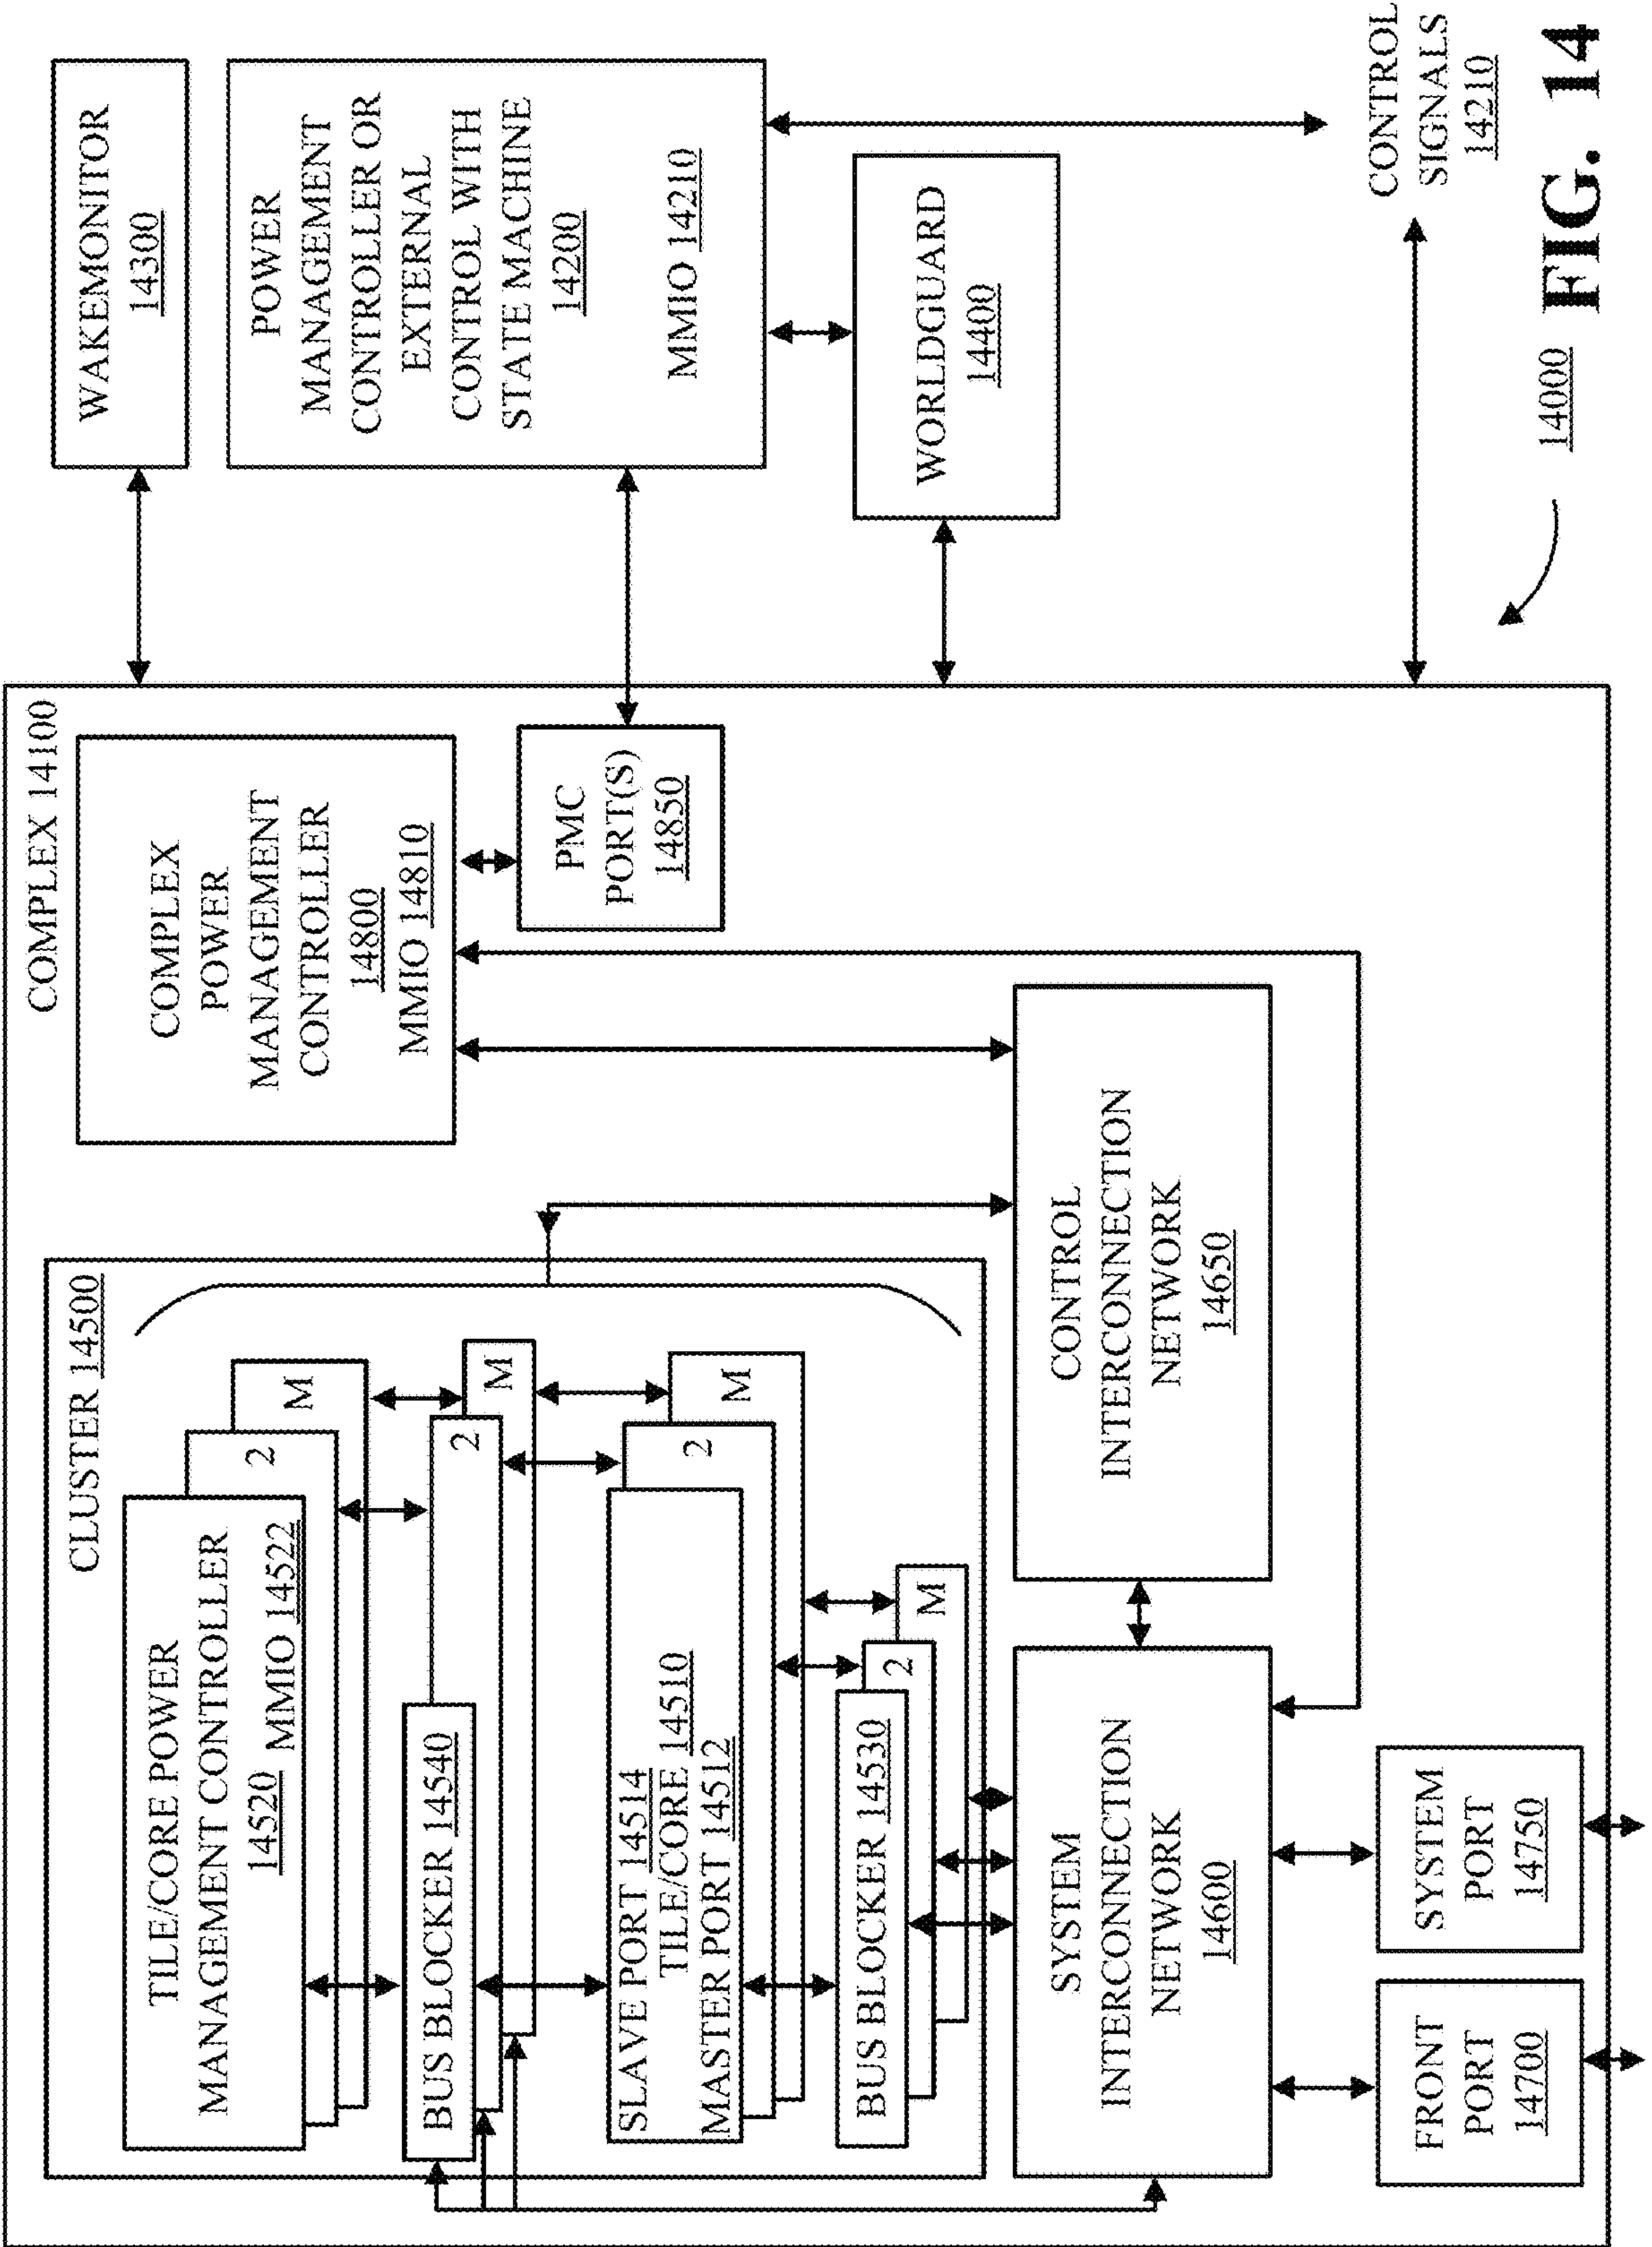 COMPLEX 14100
CLUSTER 14500
TILE/CORE POWER
MANAGEMENT CONTROLLER
14520 MMIO 14522
2
M
BUS BLOCKER 14540
2
M
SLAVE PORT 14514
TILE/CORE 14510
MASTER PORT 14512
2
M
BUS BLOCKER 14530
2
M
SYSTEM
INTERCONNECTION
NETWORK
14600
CONTROL
INTERCONNECTION
NETWORK
14650
FRONT
PORT
14700
SYSTEM
PORT
14750
COMPLEX
POWER
MANAGEMENT
CONTROLLER
14800
MMIO 14810
PMC
PORT(S)
14850
WAKEMONITOR
14300
POWER
MANAGEMENT
CONTROLLER OR
EXTERNAL
CONTROL WITH
STATE MACHINE
14200
MMIO 14210
WORLDGUARD
14400
CONTROL
SIGNALS
14210
14000
FIG. 14